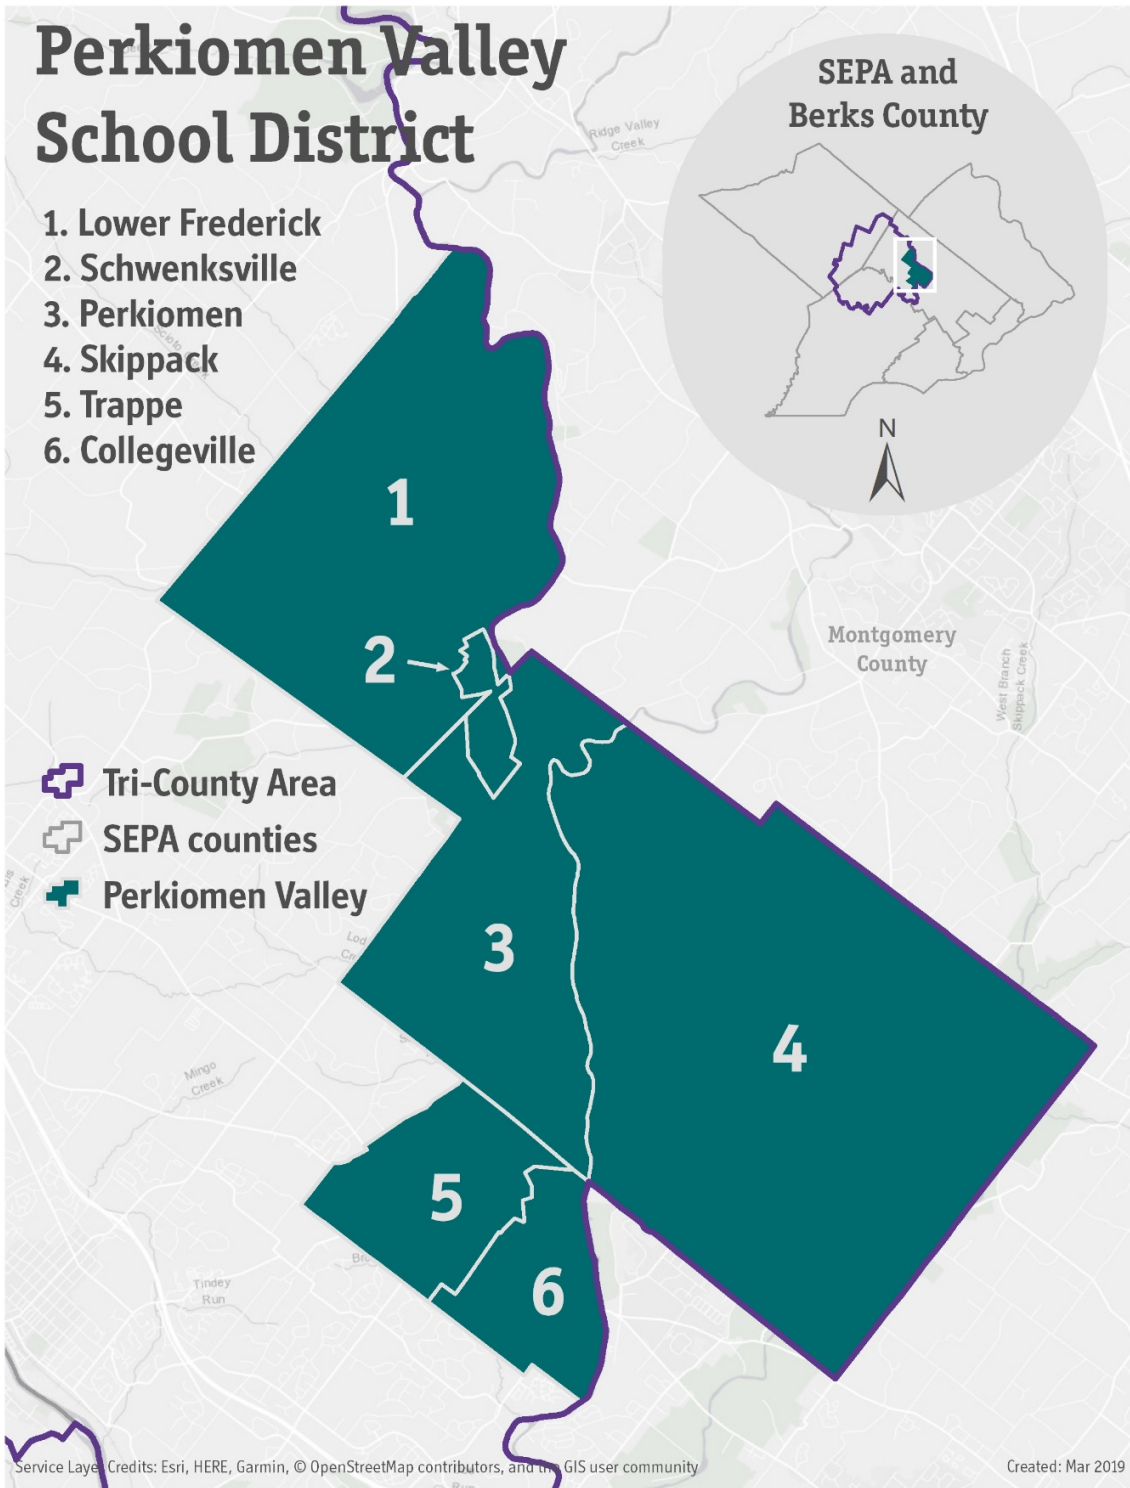 Perkiomen Valley
School District
1. Lower Frederick
2. Schwenksville
3. Perkiomen
4. Skippack
5. Trappe
6. Collegeville
SEPA and
Berks County
N
Ridge Valley
Creek
Scioto
1
2
Montgomery
County
West Branch
Skippack Creek
Tri-County Area
SEPA counties
Perkiomen Valley
Creek
3
4
Mingo
Creek
5
6
Tindey
Run
Service Layer Credits: Esri, HERE, Garmin, © OpenStreetMap contributors, and the GIS user community
Created: Mar 2019